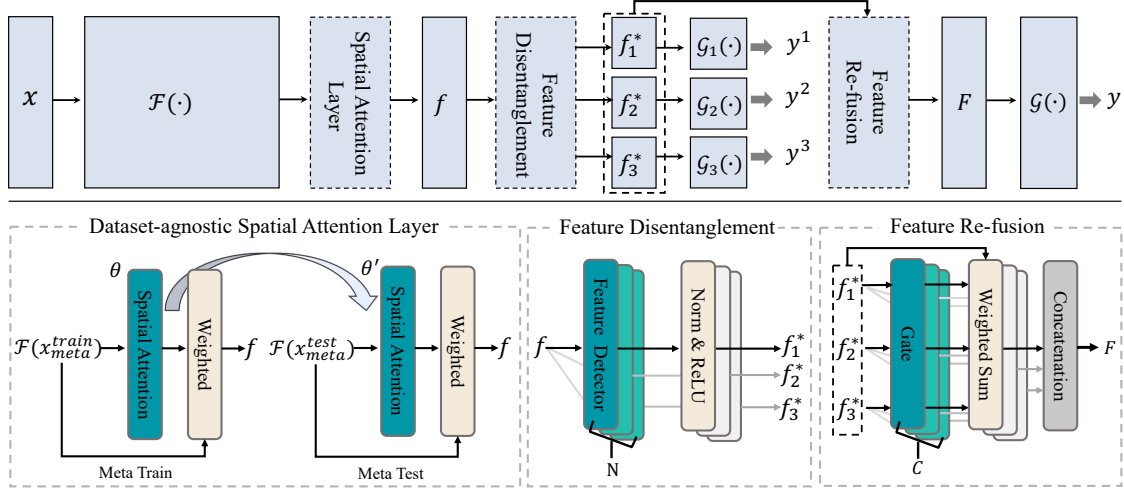 x
ℱ(·)
Spatial Attention
Layer
f
Feature
Disentanglement
f₁*
f₂*
f₃*
𝒢₁(·)
𝒢₂(·)
𝒢₃(·)
y¹
y²
y³
Feature
Re-fusion
F
𝒢(·)
y
Dataset-agnostic Spatial Attention Layer
θ
Spatial Attention
Weighted
ℱ(x_meta^train)
f
Meta Train
θ′
Spatial Attention
Weighted
ℱ(x_meta^test)
f
Meta Test
Feature Disentanglement
f
Feature Detector
Norm & ReLU
f₁*
f₂*
f₃*
N
Feature Re-fusion
f₁*
f₂*
f₃*
Gate
Weighted Sum
Concatenation
F
C